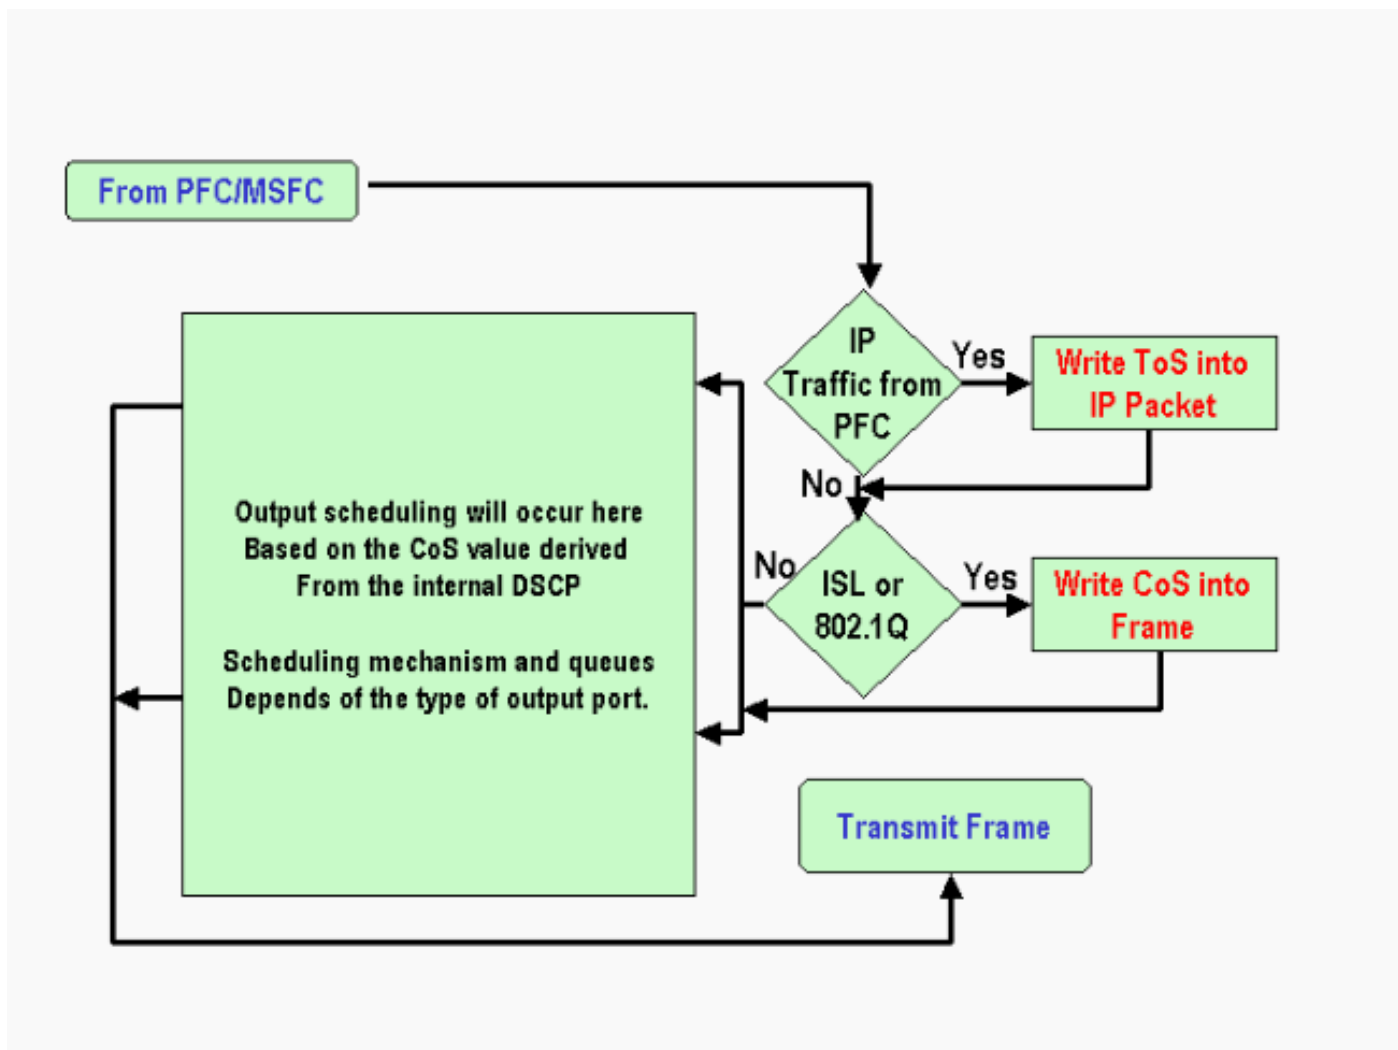 From PFC/MSFC
IP
Traffic from
PFC
Yes
Write ToS into
IP Packet
No
No
ISL or
802.1Q
Yes
Write CoS into
Frame
Output scheduling will occur here
Based on the CoS value derived
From the internal DSCP
Scheduling mechanism and queues
Depends of the type of output port.
Transmit Frame